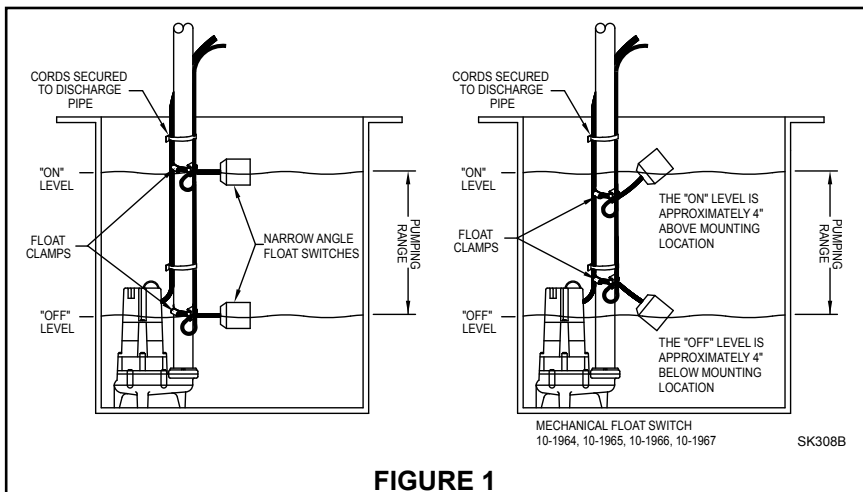 CORDS SECURED
TO DISCHARGE
PIPE
"ON"
LEVEL
FLOAT
CLAMPS
"OFF"
LEVEL
NARROW ANGLE
FLOAT SWITCHES
PUMPING
RANGE
CORDS SECURED
TO DISCHARGE
PIPE
"ON"
LEVEL
FLOAT
CLAMPS
"OFF"
LEVEL
THE "ON" LEVEL IS
APPROXIMATELY 4"
ABOVE MOUNTING
LOCATION
PUMPING
RANGE
THE "OFF" LEVEL IS
APPROXIMATELY 4"
BELOW MOUNTING
LOCATION
MECHANICAL FLOAT SWITCH
10-1964, 10-1965, 10-1966, 10-1967
SK308B
FIGURE 1